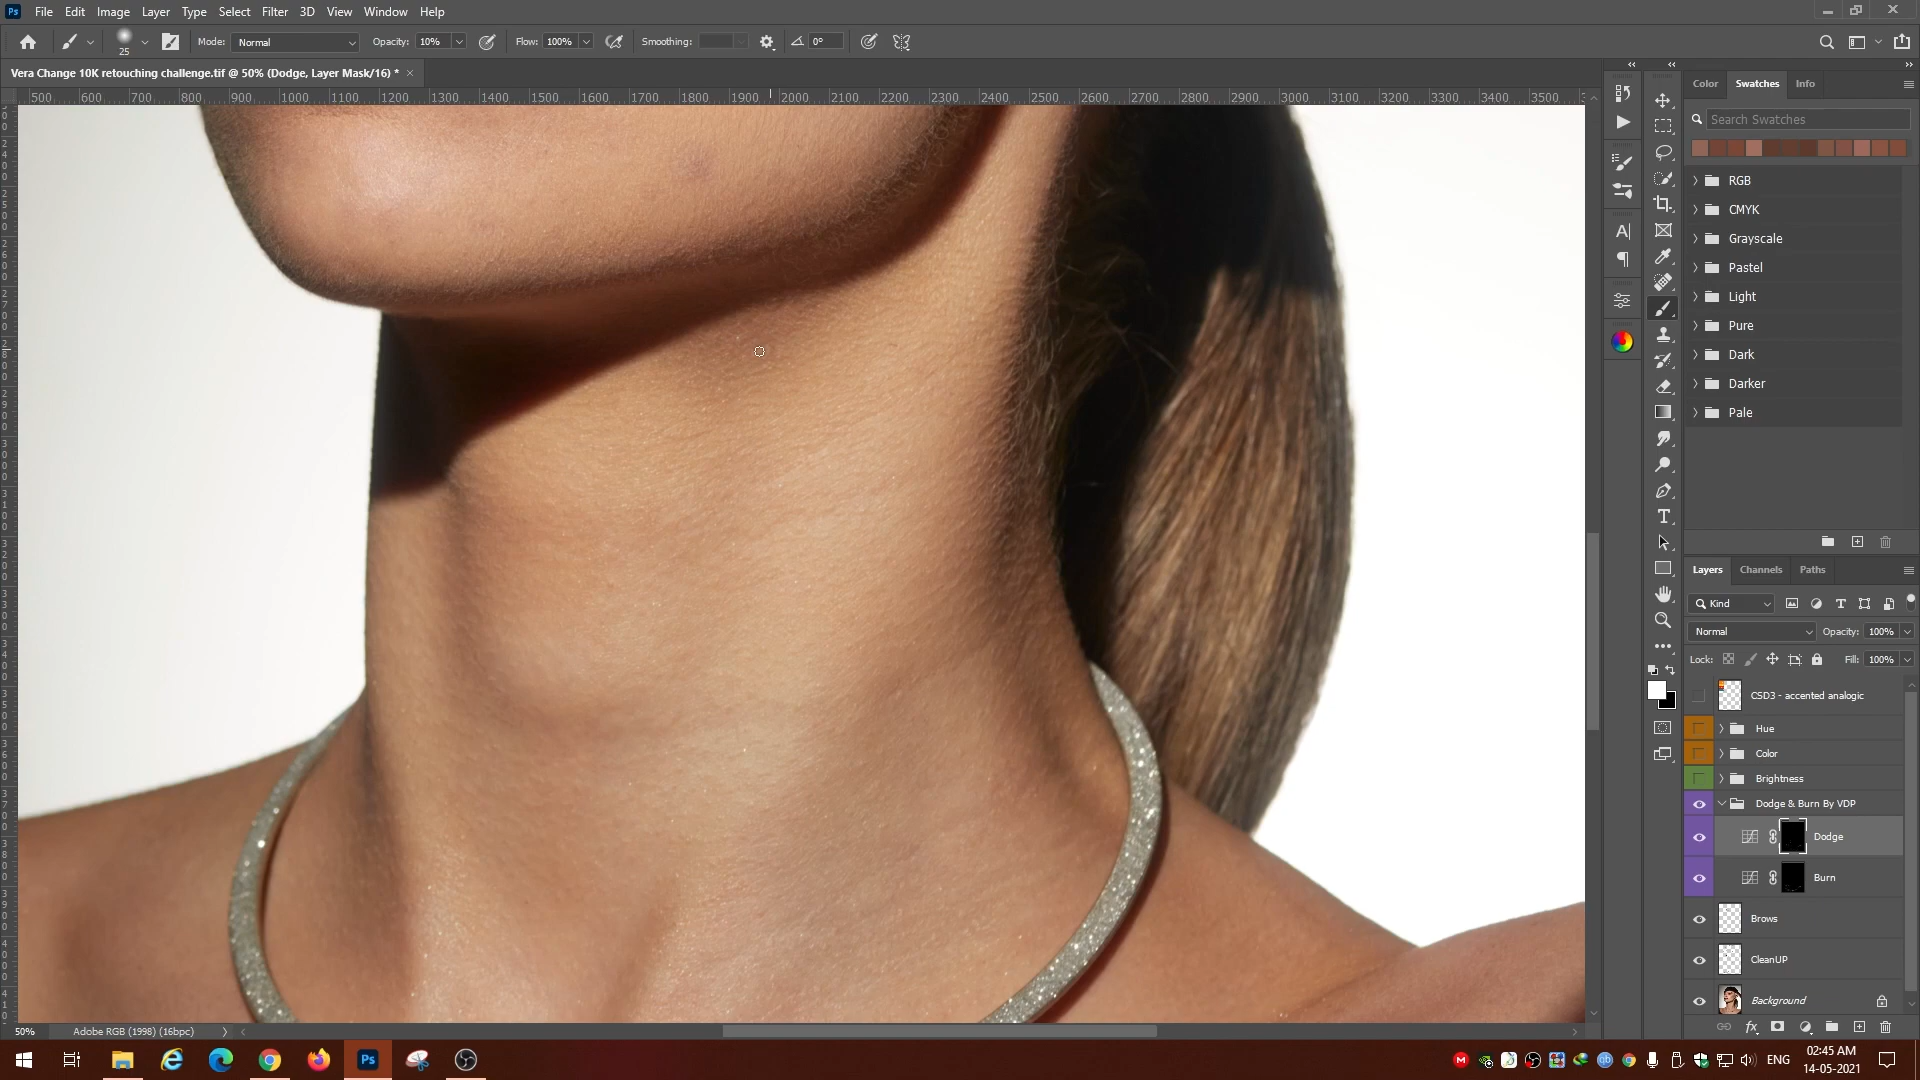 Ps File Edit Image Layer Type Select Filter 3D View Window Help
25 Mode: Normal Opacity: 10% Flow: 100% Smoothing: 0°
Vera Change 10K retouching challenge.tif @ 50% (Dodge, Layer Mask/16) * ×
500 600 700 800 900 1000 1100 1200 1300 1400 1500 1600 1700 1800 1900 2000 2100 2200 2300 2400 2500 2600 2700 2800 2900 3000 3100 3200 3300 3400 3500
Color Swatches Info
Search Swatches
RGB
CMYK
Grayscale
Pastel
Light
Pure
Dark
Darker
Pale
Layers Channels Paths
Kind
Normal Opacity: 100%
Lock: Fill: 100%
CSD3 - accented analogic
Hue
Color
Brightness
Dodge & Burn By VDP
Dodge
Burn
Brows
CleanUP
Background
50% Adobe RGB (1998) (16bpc)
Ps ENG 02:45 AM
14-05-2021